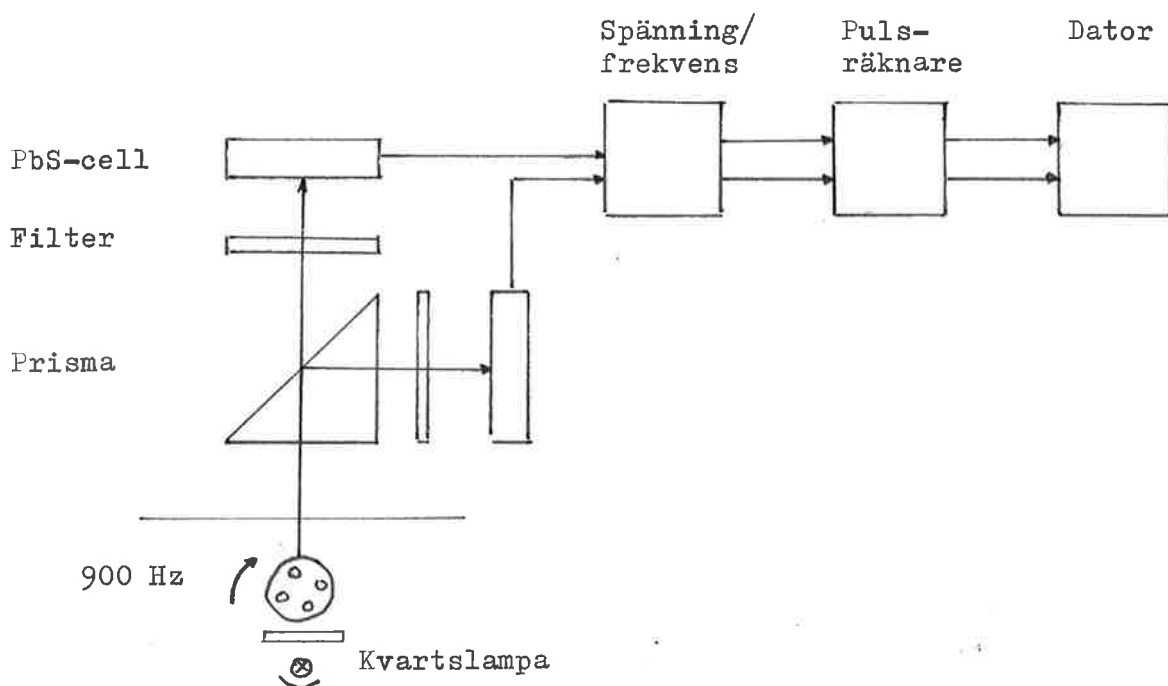 Spänning/
frekvens
Puls-
räknare
Dator
PbS-cell
Filter
Prisma
900 Hz
Kvartslampa